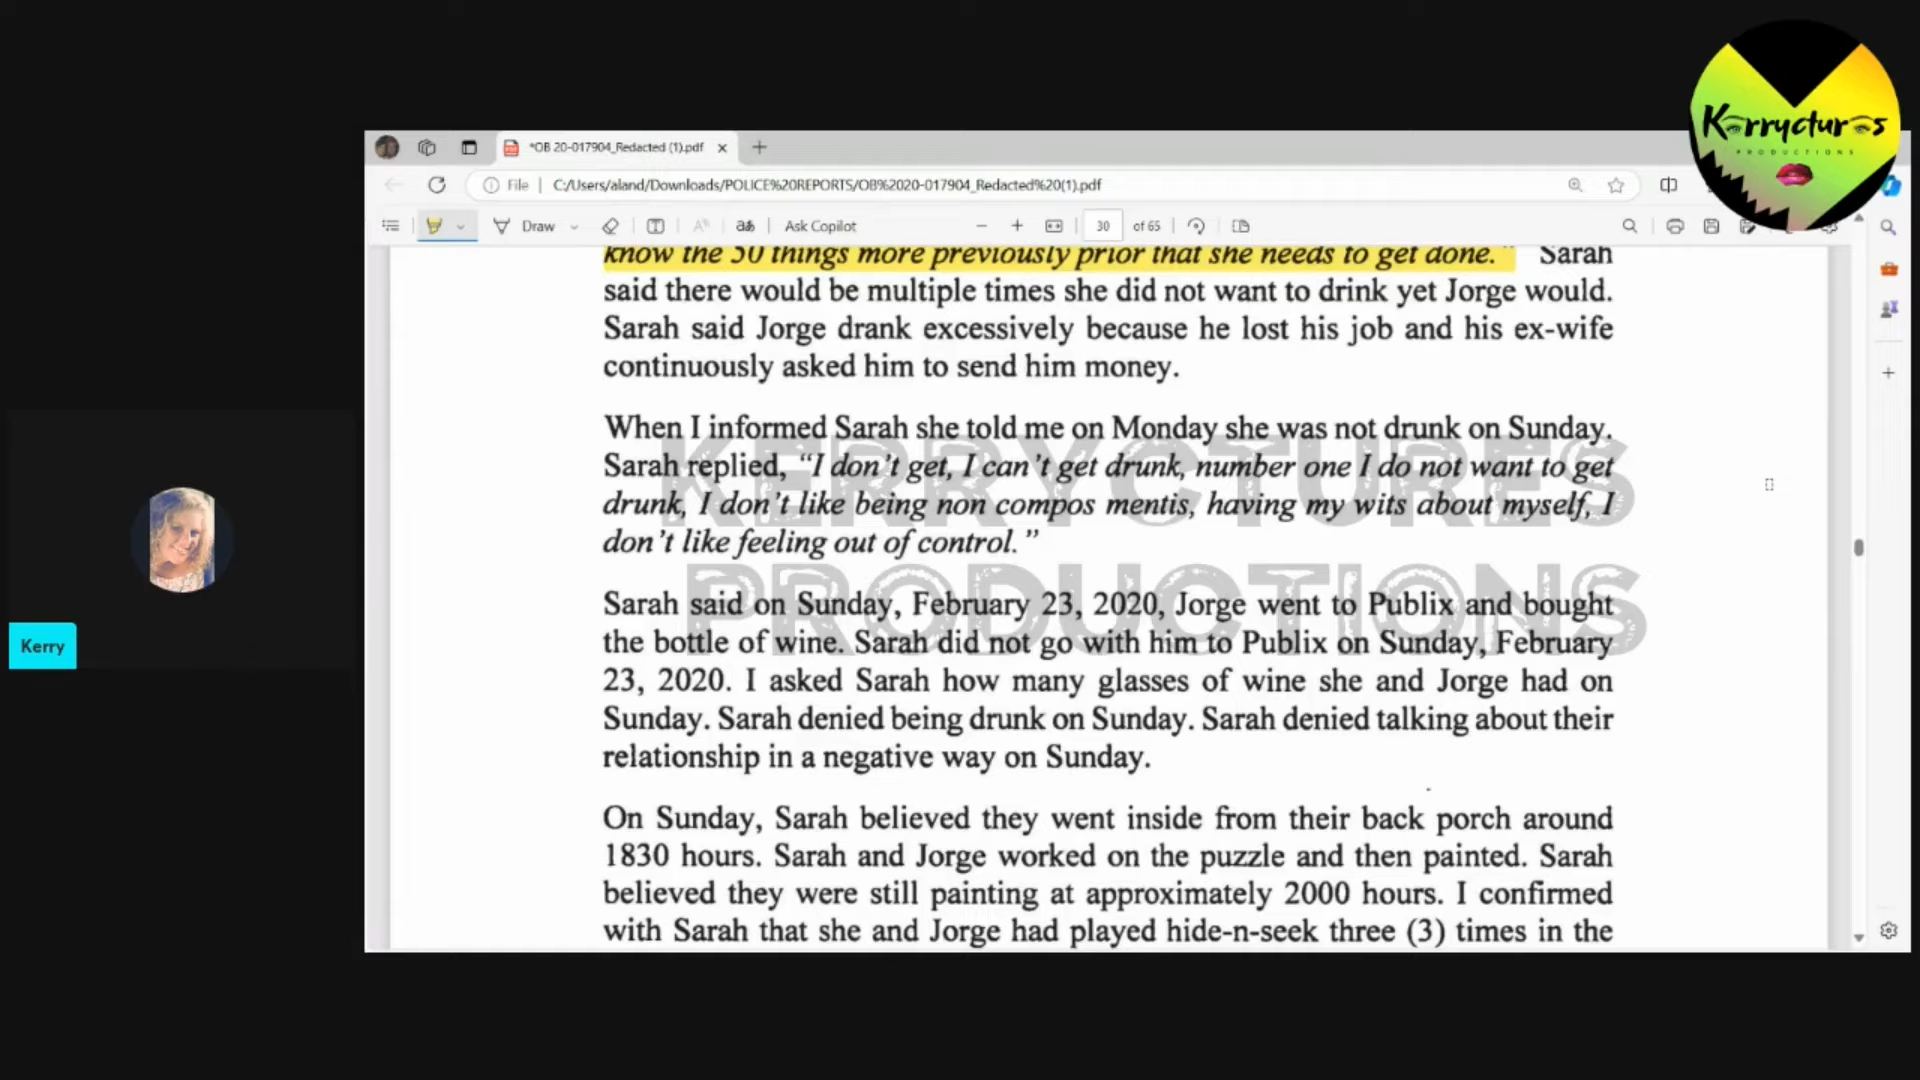 Kerryctures
PRODUCTIONS
*OB 20-017904_Redacted (1).pdf
File
C:/Users/aland/Downloads/POLICE%20REPORTS/OB%2020-017904_Redacted%20(1).pdf
Draw
Ask Copilot
30 of 65
know the 50 things more previously prior that she needs to get done." Sarah
said there would be multiple times she did not want to drink yet Jorge would.
Sarah said Jorge drank excessively because he lost his job and his ex-wife
continuously asked him to send him money.
When I informed Sarah she told me on Monday she was not drunk on Sunday.
Sarah replied, “I don’t get, I can’t get drunk, number one I do not want to get
drunk, I don’t like being non compos mentis, having my wits about myself, I
don’t like feeling out of control.”
Sarah said on Sunday, February 23, 2020, Jorge went to Publix and bought
the bottle of wine. Sarah did not go with him to Publix on Sunday, February
23, 2020. I asked Sarah how many glasses of wine she and Jorge had on
Sunday. Sarah denied being drunk on Sunday. Sarah denied talking about their
relationship in a negative way on Sunday.
On Sunday, Sarah believed they went inside from their back porch around
1830 hours. Sarah and Jorge worked on the puzzle and then painted. Sarah
believed they were still painting at approximately 2000 hours. I confirmed
with Sarah that she and Jorge had played hide-n-seek three (3) times in the
KERRYCTURES
PRODUCTIONS
Kerry